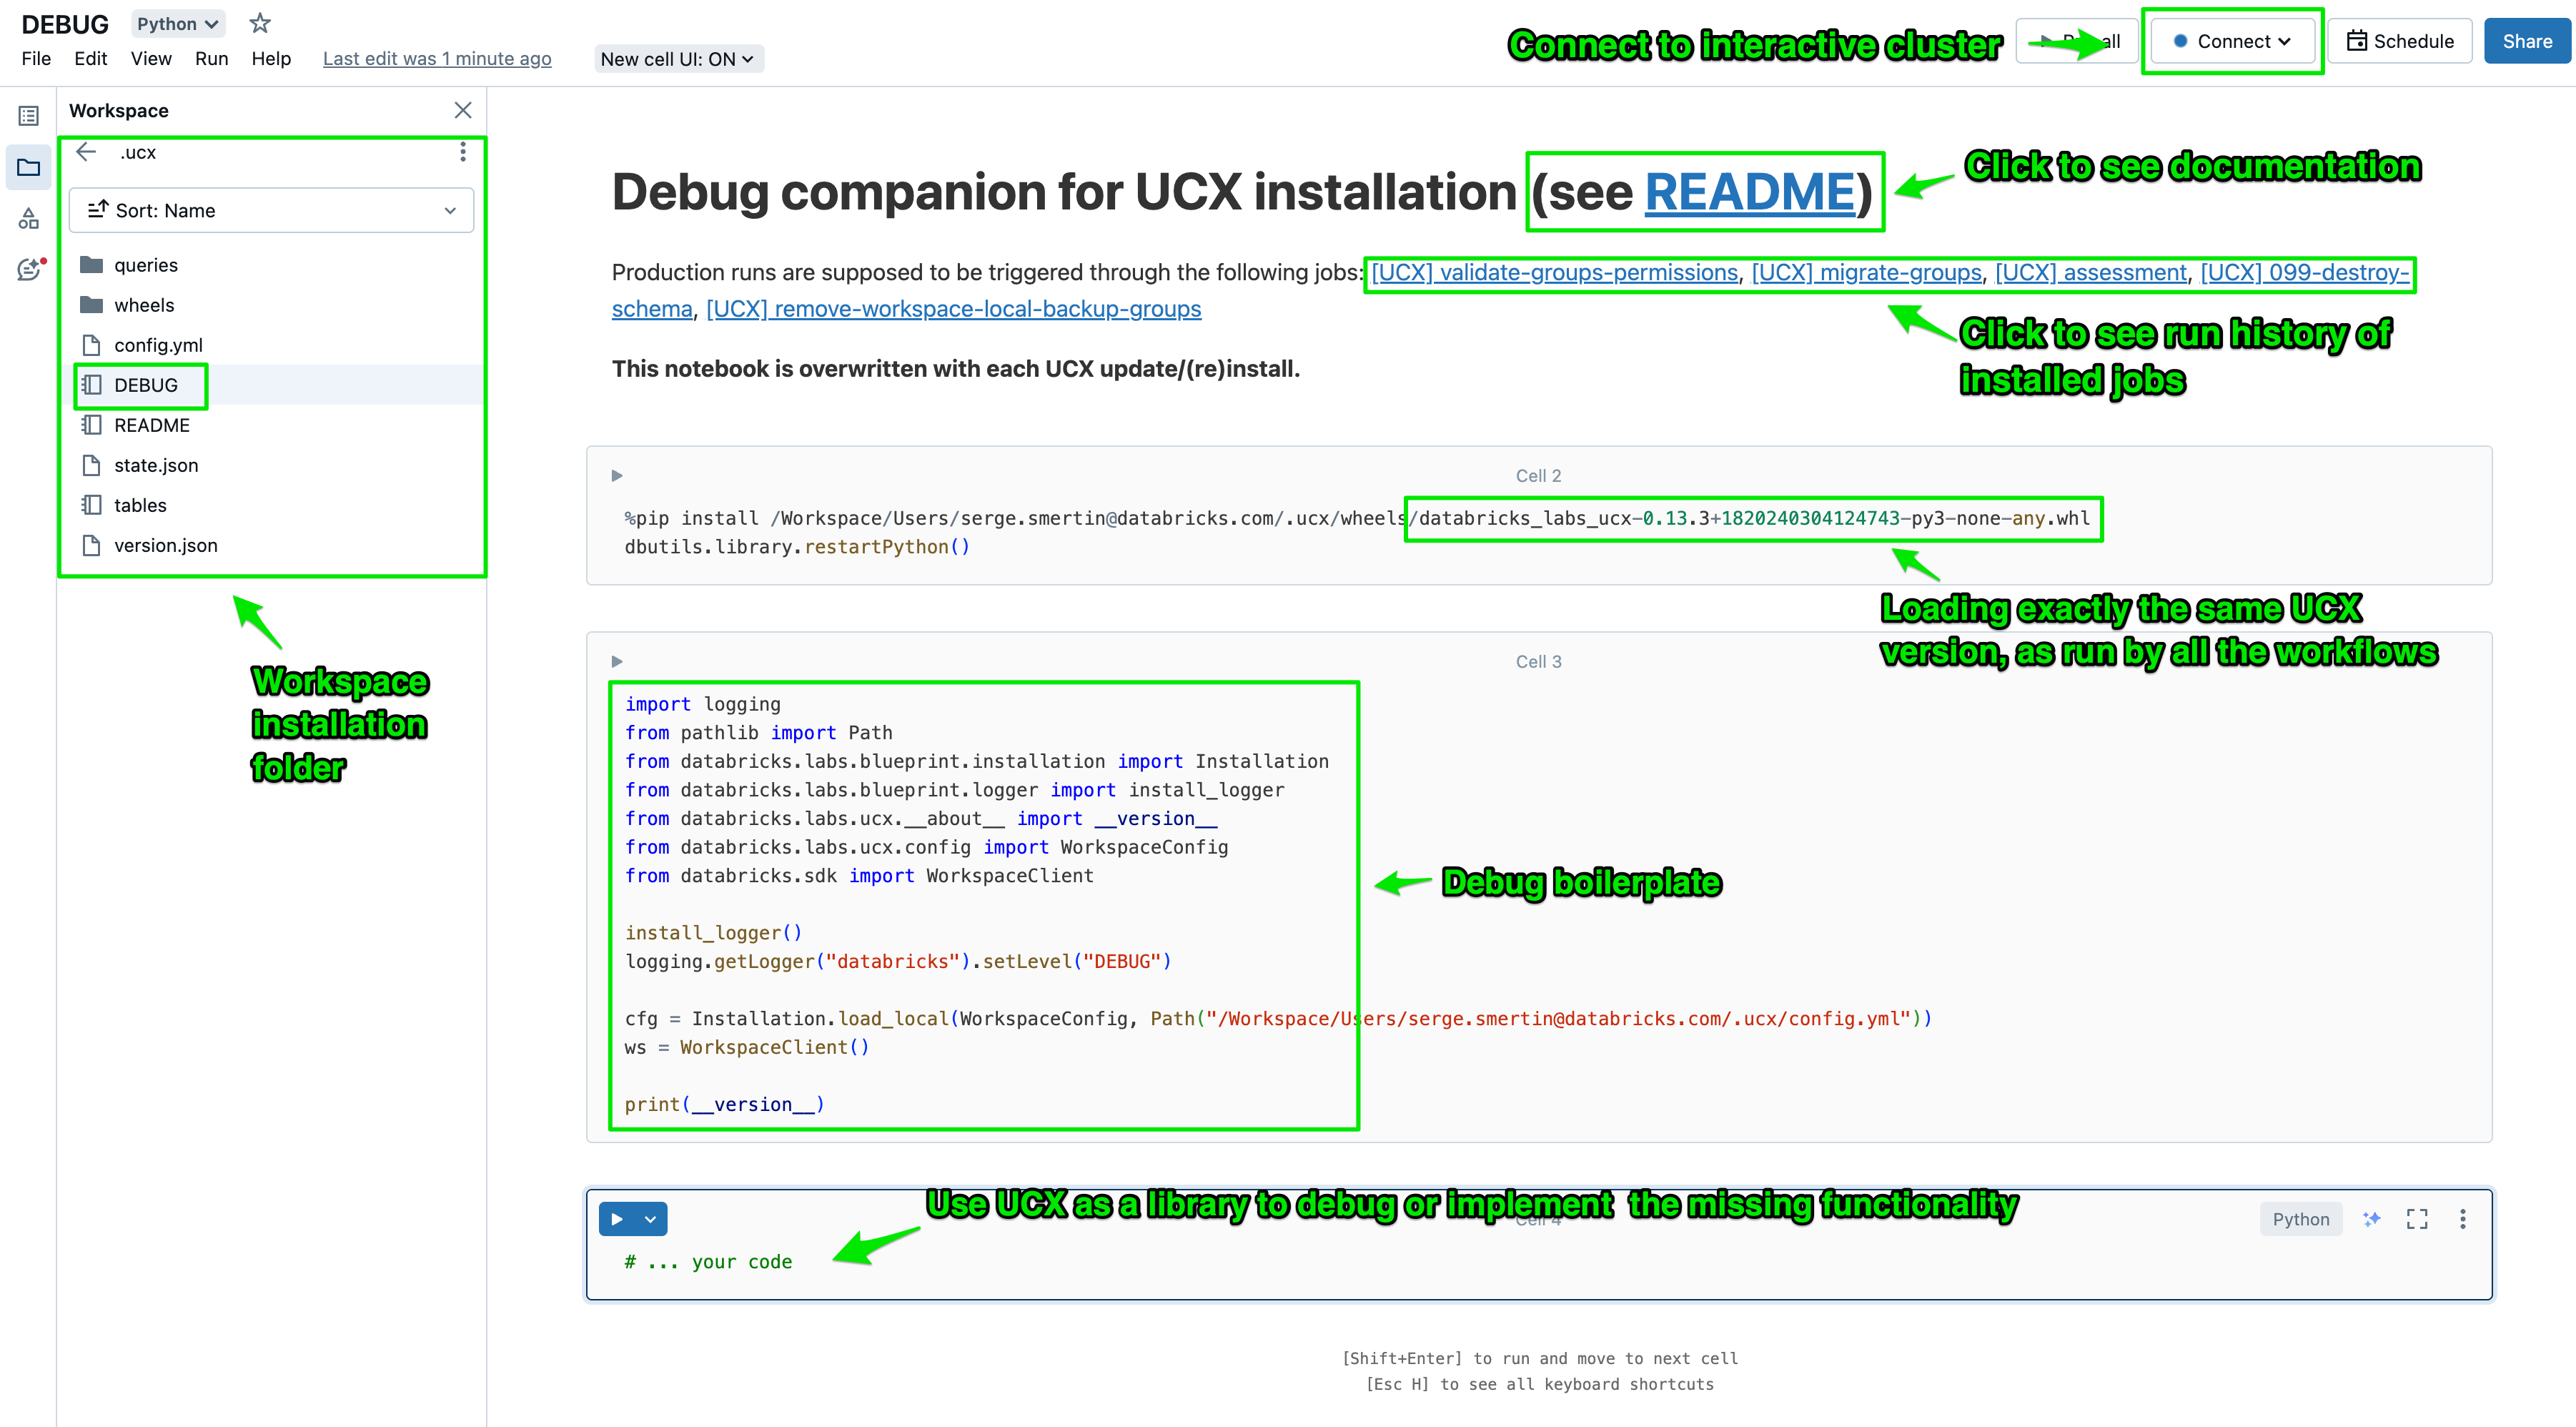 DEBUG Python
File Edit View Run Help Last edit was 1 minute ago New cell UI: ON
Connect to interactive cluster
all
Connect
Schedule
Share
Workspace
.ucx
Sort: Name
queries
wheels
config.yml
DEBUG
README
state.json
tables
version.json
Workspace
installation
folder
Debug companion for UCX installation (see README)
Click to see documentation
Production runs are supposed to be triggered through the following jobs: [UCX] validate-groups-permissions, [UCX] migrate-groups, [UCX] assessment, [UCX] 099-destroy-
schema, [UCX] remove-workspace-local-backup-groups
Click to see run history of
installed jobs
This notebook is overwritten with each UCX update/(re)install.
Cell 2
%pip install /Workspace/Users/serge.smertin@databricks.com/.ucx/wheels/databricks_labs_ucx-0.13.3+1820240304124743-py3-none-any.whl
dbutils.library.restartPython()
Loading exactly the same UCX
version, as run by all the workflows
Cell 3
import logging
from pathlib import Path
from databricks.labs.blueprint.installation import Installation
from databricks.labs.blueprint.logger import install_logger
from databricks.labs.ucx.__about__ import __version__
from databricks.labs.ucx.config import WorkspaceConfig
from databricks.sdk import WorkspaceClient
Debug boilerplate
install_logger()
logging.getLogger("databricks").setLevel("DEBUG")
cfg = Installation.load_local(WorkspaceConfig, Path("/Workspace/Users/serge.smertin@databricks.com/.ucx/config.yml"))
ws = WorkspaceClient()
print(__version__)
Use UCX as a library to debug or implement the missing functionality
Cell 4
Python
# ... your code
[Shift+Enter] to run and move to next cell
[Esc H] to see all keyboard shortcuts